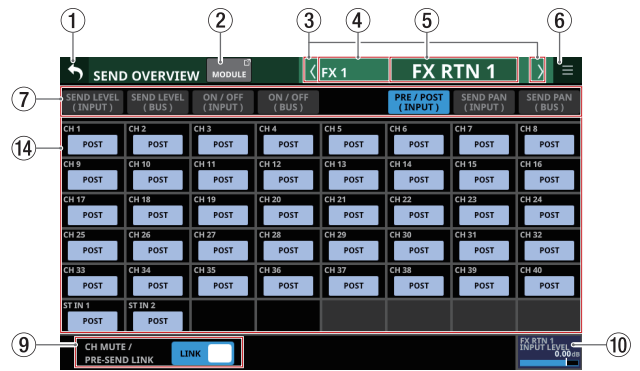 1 2 3 4 5 6
SEND OVERVIEW MODULE FX 1 FX RTN 1
7
SEND LEVEL SEND LEVEL ON / OFF ON / OFF PRE / POST SEND PAN SEND PAN
( INPUT ) ( BUS ) ( INPUT ) ( BUS ) ( INPUT ) ( INPUT ) ( BUS )
14
CH 1 CH 2 CH 3 CH 4 CH 5 CH 6 CH 7 CH 8
POST POST POST POST POST POST POST POST
CH 9 CH 10 CH 11 CH 12 CH 13 CH 14 CH 15 CH 16
POST POST POST POST POST POST POST POST
CH 17 CH 18 CH 19 CH 20 CH 21 CH 22 CH 23 CH 24
POST POST POST POST POST POST POST POST
CH 25 CH 26 CH 27 CH 28 CH 29 CH 30 CH 31 CH 32
POST POST POST POST POST POST POST POST
CH 33 CH 34 CH 35 CH 36 CH 37 CH 38 CH 39 CH 40
POST POST POST POST POST POST POST POST
ST IN 1 ST IN 2
POST POST
9
CH MUTE /
PRE-SEND LINK
LINK
FX RTN 1
INPUT LEVEL
0.00 dB
10